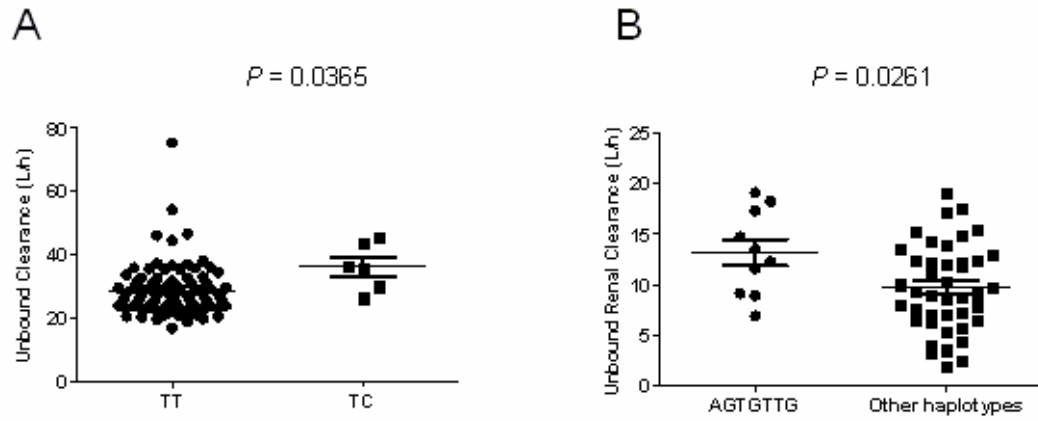 A
P = 0.0365
Unbound Clearance (L/h)
80
60
40
20
0
TT
TC
B
P = 0.0261
Unbound Renal Clearance (L/h)
25
20
15
10
5
0
AGTGTTG
Other haplotypes